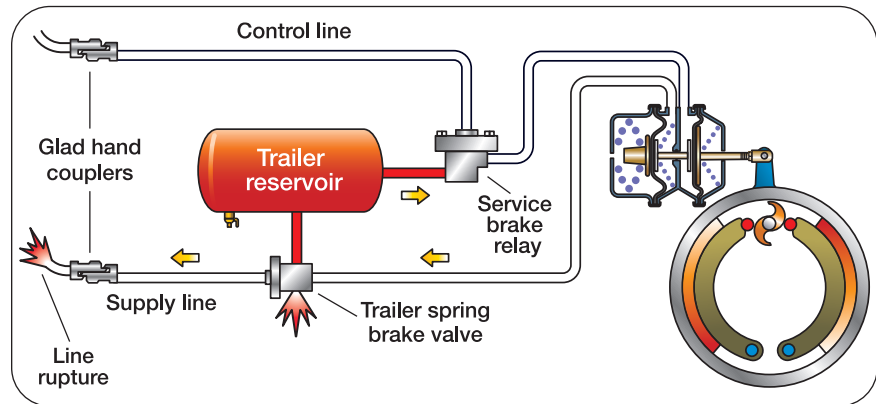 Control line
Glad hand
couplers
Trailer
reservoir
Service
brake
relay
Supply line
Trailer spring
brake valve
Line
rupture